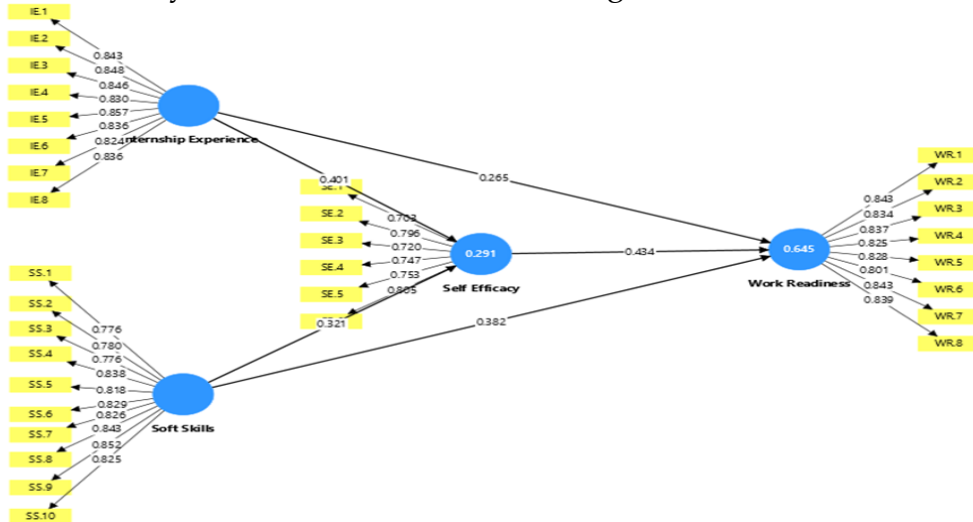 IE.1
IE.2
IE.3
IE.4
IE.5
IE.6
IE.7
IE.8
0.843
0.848
0.846
0.830
0.857
0.836
0.824
0.836
nternship Experience
0.401
0.265
SE.1
SE.2
SE.3
SE.4
SE.5
0.703
0.796
0.720
0.747
0.753
0.805
0.291
Self Efficacy
0.434
0.321
0.382
SS.1
SS.2
SS.3
SS.4
SS.5
SS.6
SS.7
SS.8
SS.9
SS.10
0.776
0.780
0.776
0.838
0.818
0.829
0.826
0.843
0.852
0.825
Soft Skills
0.645
Work Readiness
0.843
0.834
0.837
0.825
0.828
0.801
0.843
0.839
WR.1
WR.2
WR.3
WR.4
WR.5
WR.6
WR.7
WR.8